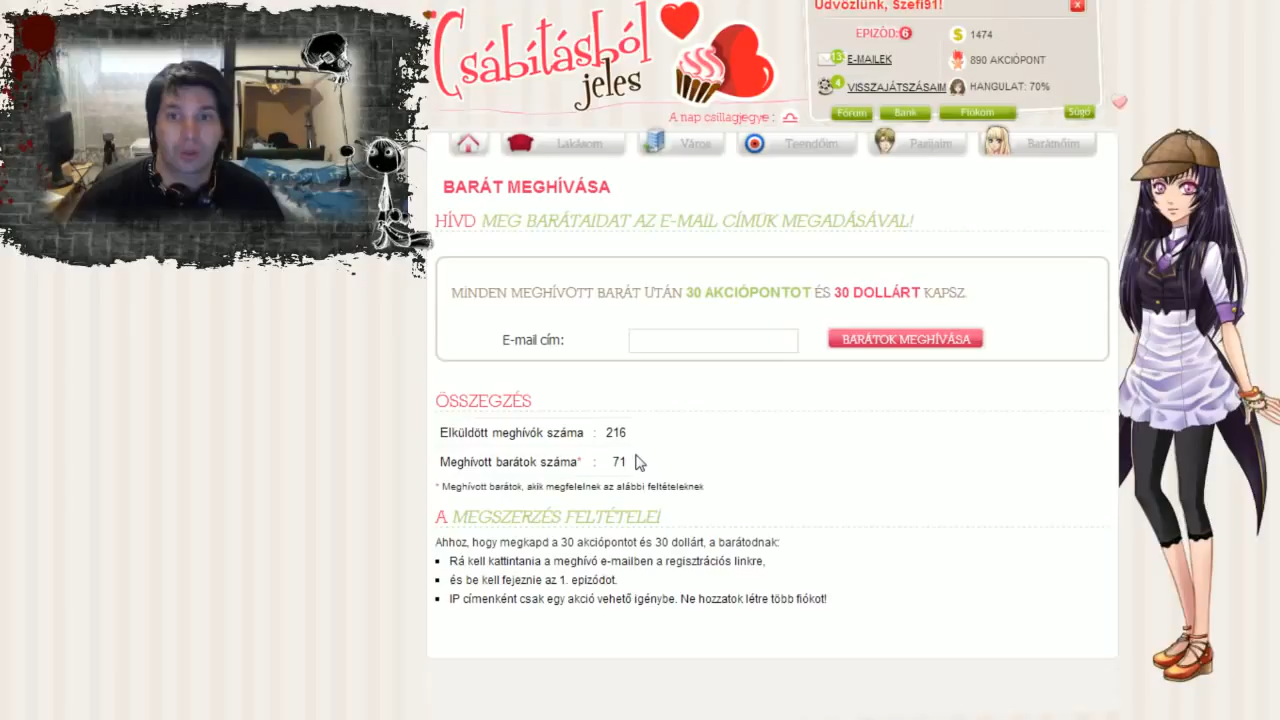 Csábításból
jeles
A nap csillagjegye :
Üdvözlünk, Szefi91!
EPIZÓD: 6
1474
13 E-MAILEK
890 AKCIÓPONT
4 VISSZAJÁTSZÁSAIM
HANGULAT: 70%
Fórum Bank Fiókom Súgó
Lakásom Város Teendőim Pasijaim Barátnőim
BARÁT MEGHÍVÁSA
HÍVD MEG BARÁTAIDAT AZ E-MAIL CÍMÜK MEGADÁSÁVAL!
MINDEN MEGHÍVOTT BARÁT UTÁN 30 AKCIÓPONTOT ÉS 30 DOLLÁRT KAPSZ.
E-mail cím:
BARÁTOK MEGHÍVÁSA
ÖSSZEGZÉS
Elküldött meghívók száma : 216
Meghívott barátok száma* : 71
* Meghívott barátok, akik megfelelnek az alábbi feltételeknek
A MEGSZERZÉS FELTÉTELEI
Ahhoz, hogy megkapd a 30 akciópontot és 30 dollárt, a barátodnak:
▪ Rá kell kattintania a meghívó e-mailben a regisztrációs linkre,
▪ és be kell fejeznie az 1. epizódot.
▪ IP címenként csak egy akció vehető igénybe. Ne hozzatok létre több fiókot!